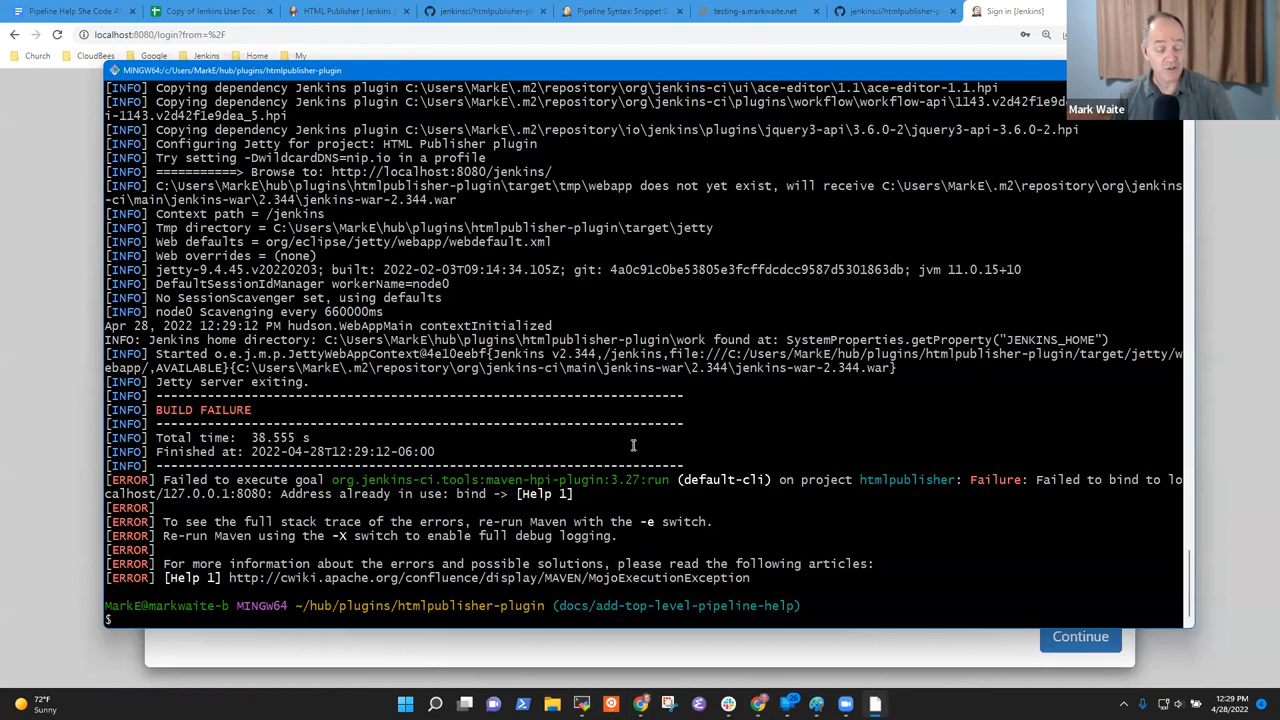 Pipeline Help She Code A
Copy of Jenkins User Doc
HTML Publisher | Jenkins p
jenkinsci/htmlpublisher-p
Pipeline Syntax: Snippet G
testing-a.markwaite.net
jenkinsci/htmlpublisher-p
Sign in [Jenkins]
localhost:8080/login?from=%2F
Church
CloudBees
Google
Jenkins
Home
My
MINGW64:/c/Users/MarkE/hub/plugins/htmlpublisher-plugin
Mark Waite
[INFO] Copying dependency Jenkins plugin C:\Users\MarkE\.m2\repository\org\jenkins-ci\ui\ace-editor\1.1\ace-editor-1.1.hpi
[INFO] Copying dependency Jenkins plugin C:\Users\MarkE\.m2\repository\org\jenkins-ci\plugins\workflow\workflow-api\1143.v2d42f1e9d
i-1143.v2d42f1e9dea_5.hpi
[INFO] Copying dependency Jenkins plugin C:\Users\MarkE\.m2\repository\io\jenkins\plugins\jquery3-api\3.6.0-2\jquery3-api-3.6.0-2.hpi
[INFO] Configuring Jetty for project: HTML Publisher plugin
[INFO] Try setting -DwildcardDNS=nip.io in a profile
[INFO] ===========> Browse to: http://localhost:8080/jenkins/
[INFO] C:\Users\MarkE\hub\plugins\htmlpublisher-plugin\target\tmp\webapp does not yet exist, will receive C:\Users\MarkE\.m2\repository\org\jenkins
-ci\main\jenkins-war\2.344\jenkins-war-2.344.war
[INFO] Context path = /jenkins
[INFO] Tmp directory = C:\Users\MarkE\hub\plugins\htmlpublisher-plugin\target\jetty
[INFO] Web defaults = org/eclipse/jetty/webapp/webdefault.xml
[INFO] Web overrides = (none)
[INFO] jetty-9.4.45.v20220203; built: 2022-02-03T09:14:34.105Z; git: 4a0c91c0be53805e3fcffdcdcc9587d5301863db; jvm 11.0.15+10
[INFO] DefaultSessionIdManager workerName=node0
[INFO] No SessionScavenger set, using defaults
[INFO] node0 Scavenging every 660000ms
Apr 28, 2022 12:29:12 PM hudson.WebAppMain contextInitialized
INFO: Jenkins home directory: C:\Users\MarkE\hub\plugins\htmlpublisher-plugin\work found at: SystemProperties.getProperty("JENKINS_HOME")
[INFO] Started o.e.j.m.p.JettyWebAppContext@4e10eebf{Jenkins v2.344,/jenkins,file:///C:/Users/MarkE/hub/plugins/htmlpublisher-plugin/target/jetty/w
ebapp/,AVAILABLE}{C:\Users\MarkE\.m2\repository\org\jenkins-ci\main\jenkins-war\2.344\jenkins-war-2.344.war}
[INFO] Jetty server exiting.
[INFO] ------------------------------------------------------------------------
[INFO] BUILD FAILURE
[INFO] ------------------------------------------------------------------------
[INFO] Total time:  38.555 s
[INFO] Finished at: 2022-04-28T12:29:12-06:00
[INFO] ------------------------------------------------------------------------
[ERROR] Failed to execute goal org.jenkins-ci.tools:maven-hpi-plugin:3.27:run (default-cli) on project htmlpublisher: Failure: Failed to bind to lo
calhost/127.0.0.1:8080: Address already in use: bind -> [Help 1]
[ERROR]
[ERROR] To see the full stack trace of the errors, re-run Maven with the -e switch.
[ERROR] Re-run Maven using the -X switch to enable full debug logging.
[ERROR]
[ERROR] For more information about the errors and possible solutions, please read the following articles:
[ERROR] [Help 1] http://cwiki.apache.org/confluence/display/MAVEN/MojoExecutionException
MarkE@markwaite-b MINGW64 ~/hub/plugins/htmlpublisher-plugin (docs/add-top-level-pipeline-help)
$
Continue
72°F
Sunny
26
12:29 PM
4/28/2022